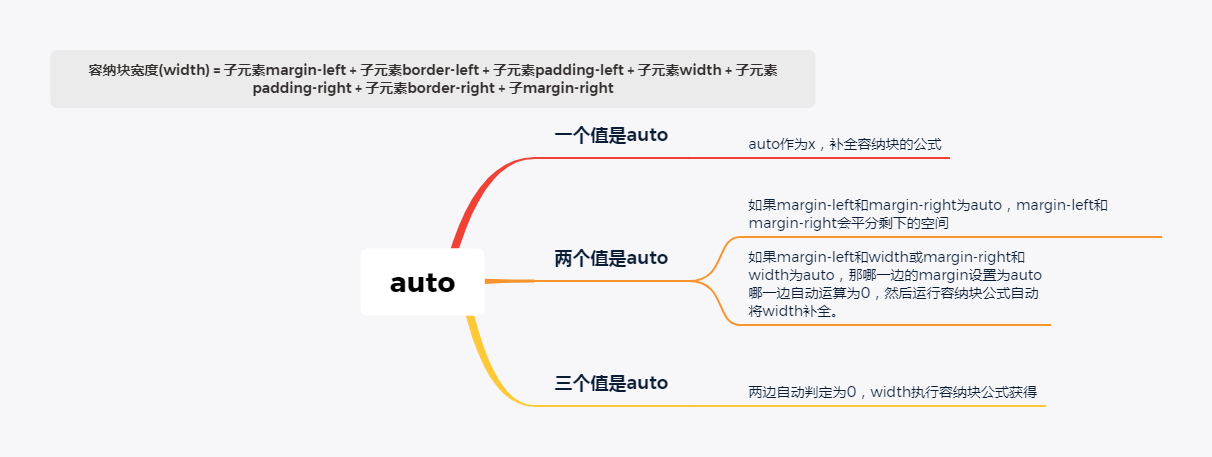 容纳块宽度(width) = 子元素margin-left + 子元素border-left + 子元素padding-left + 子元素width + 子元素
padding-right + 子元素border-right + 子margin-right
auto
一个值是auto
auto作为x，补全容纳块的公式
两个值是auto
如果margin-left和margin-right为auto，margin-left和
margin-right会平分剩下的空间
如果margin-left和width或margin-right和
width为auto，那哪一边的margin设置为auto
哪一边自动运算为0，然后运行容纳块公式自动
将width补全。
三个值是auto
两边自动判定为0，width执行容纳块公式获得